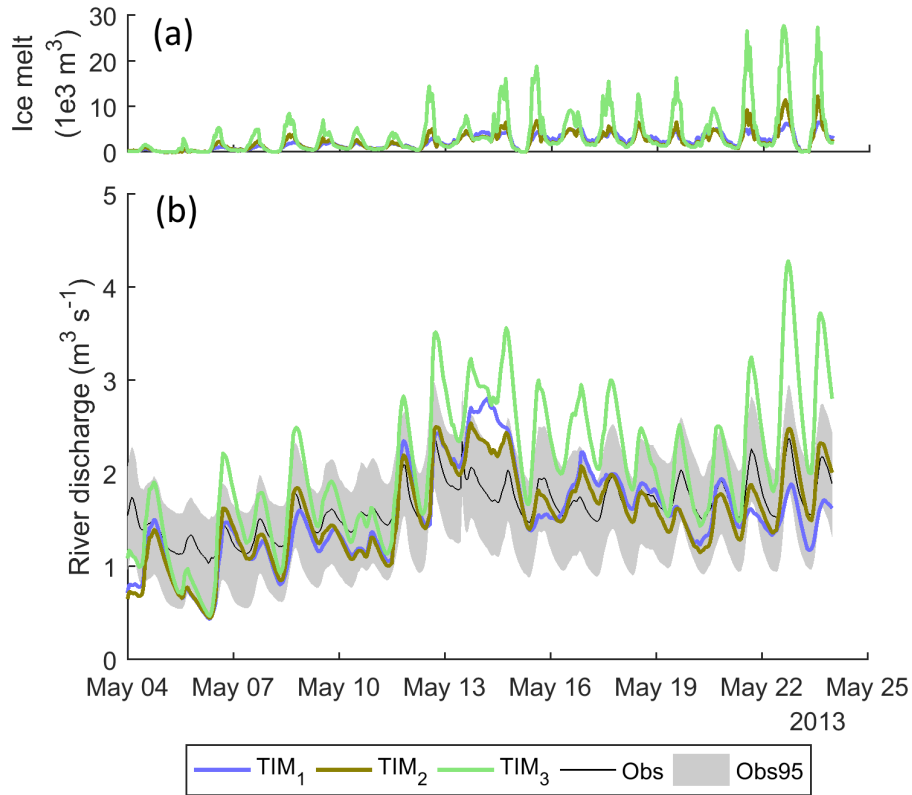 (a)
Ice melt
(1e3 m³)
30
20
10
0
(b)
River discharge (m³ s⁻¹)
5
4
3
2
1
0
May 04 May 07 May 10 May 13 May 16 May 19 May 22 May 25
2013
TIM₁ TIM₂ TIM₃ Obs Obs95